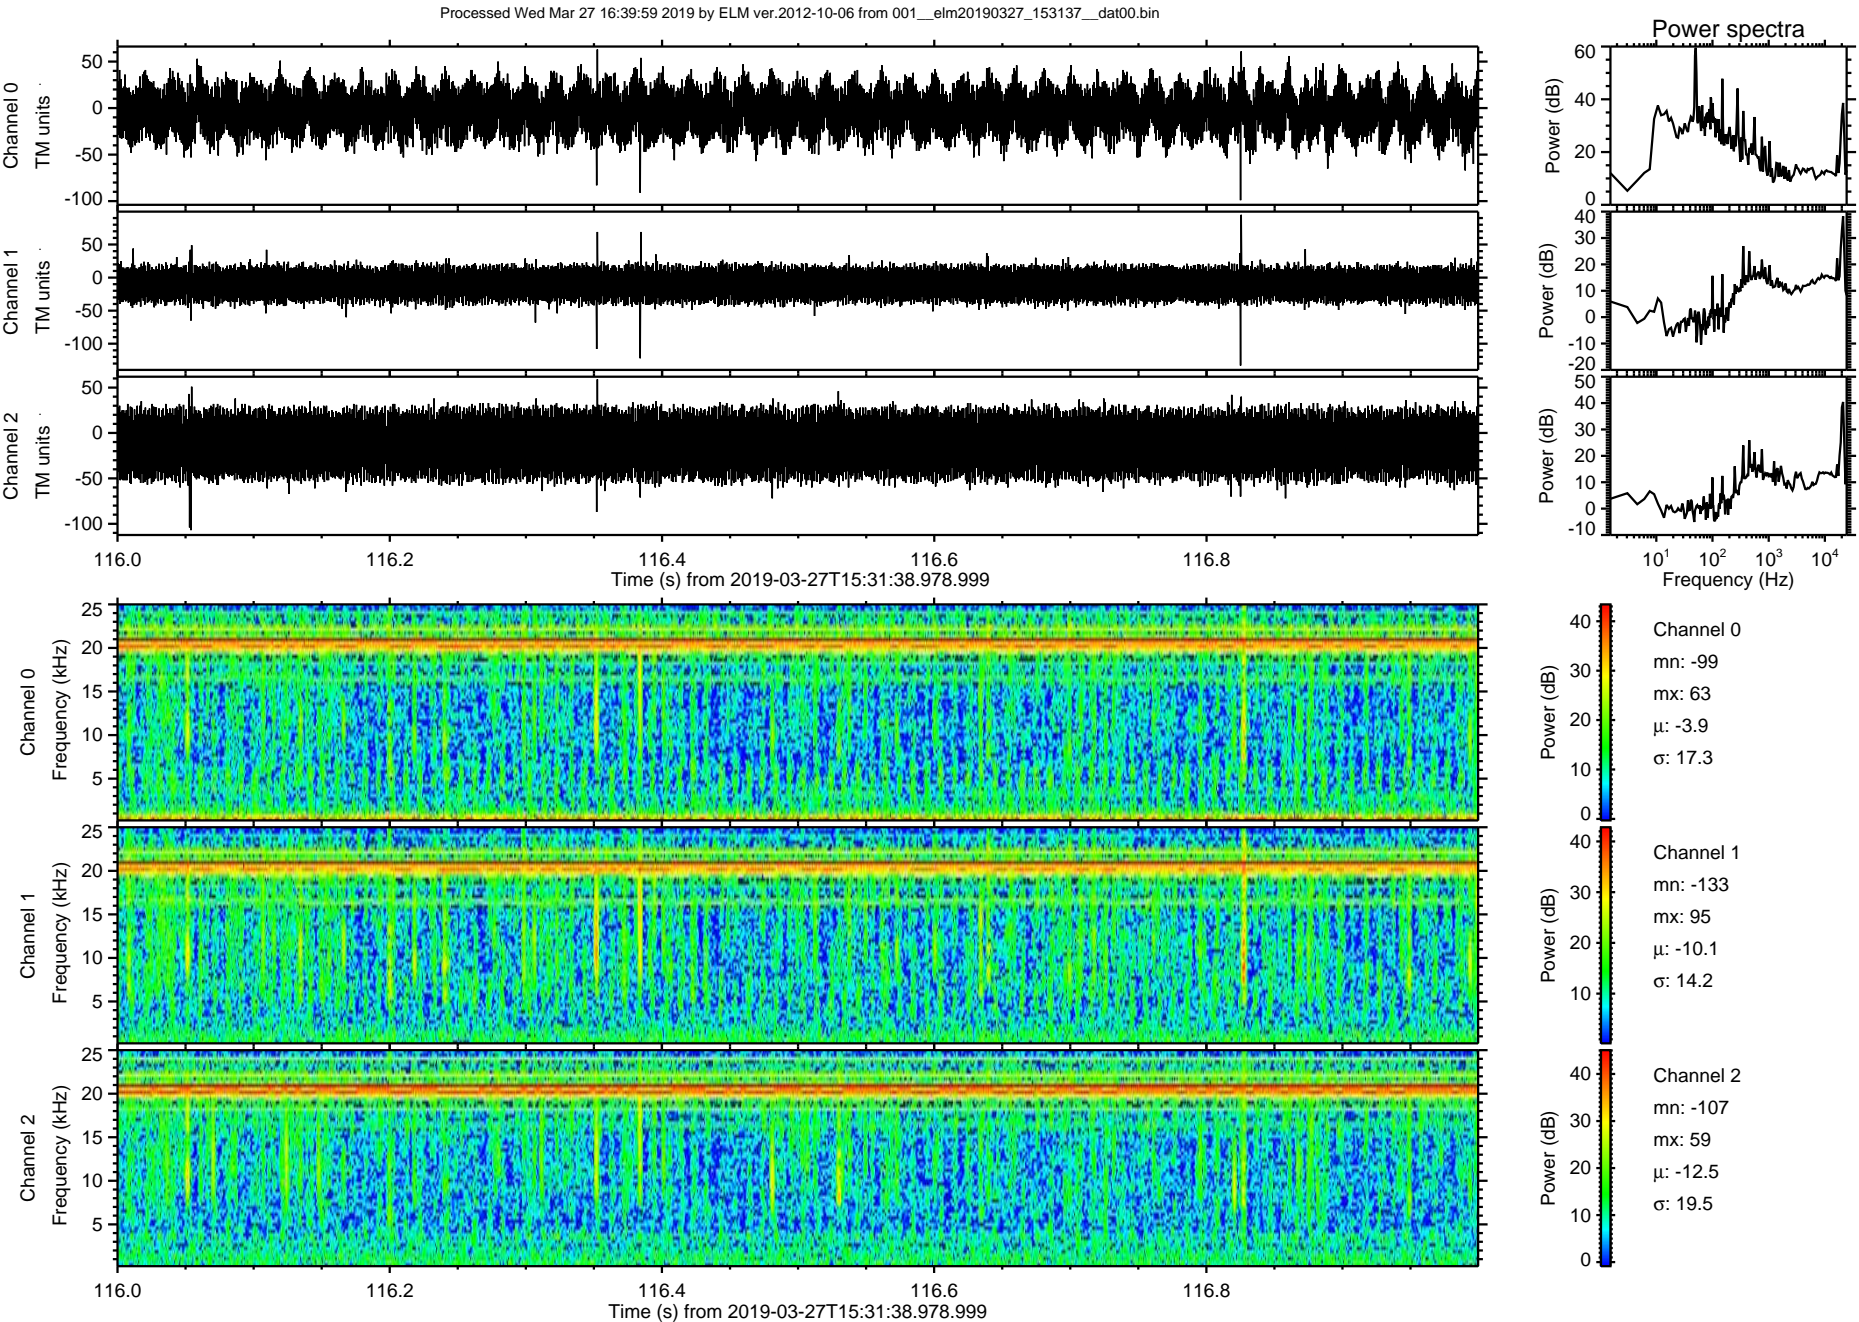 Processed Wed Mar 27 16:39:59 2019 by ELM ver.2012-10-06 from 001__elm20190327_153137__dat00.bin
Power spectra
Channel 0
TM units
50
0
-50
-100
Power (dB)
60
40
20
0
Channel 1
TM units
50
0
-50
-100
Power (dB)
40
30
20
10
0
-10
-20
Channel 2
TM units
50
0
-50
-100
Power (dB)
50
40
30
20
10
0
-10
116.0 116.2 116.4 116.6 116.8
Time (s) from 2019-03-27T15:31:38.978.999
10¹ 10² 10³ 10⁴
Frequency (Hz)
Channel 0
Frequency (kHz)
25
20
15
10
5
Power (dB)
40
30
20
10
0
Channel 0
mn: -99
mx: 63
µ: -3.9
σ: 17.3
Channel 1
Frequency (kHz)
25
20
15
10
5
Power (dB)
40
30
20
10
Channel 1
mn: -133
mx: 95
µ: -10.1
σ: 14.2
Channel 2
Frequency (kHz)
25
20
15
10
5
Power (dB)
40
30
20
10
0
Channel 2
mn: -107
mx: 59
µ: -12.5
σ: 19.5
116.0 116.2 116.4 116.6 116.8
Time (s) from 2019-03-27T15:31:38.978.999